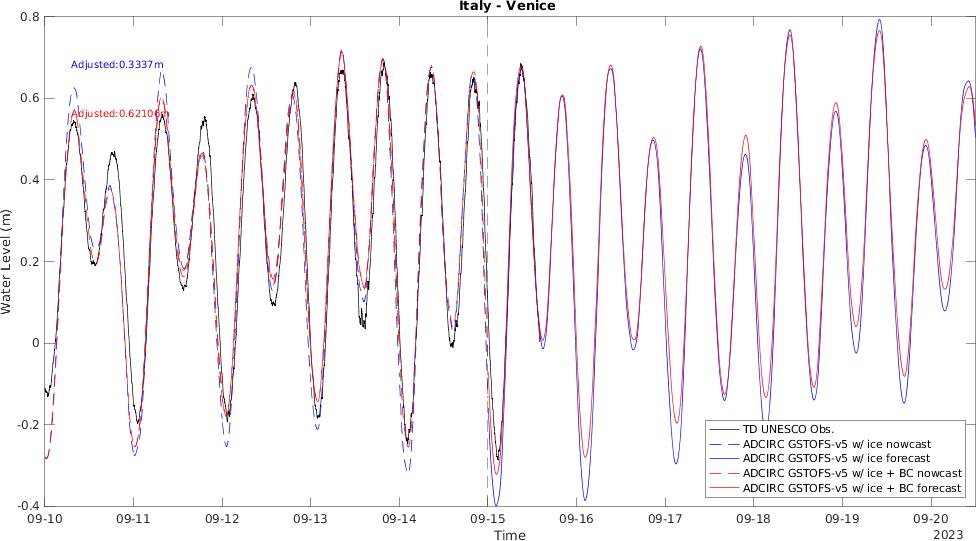 Italy - Venice
0.8
0.6
0.4
0.2
0
-0.2
-0.4
Water Level (m)
Adjusted:0.3337m
Adjusted:0.62106m
TD UNESCO Obs.
ADCIRC GSTOFS-v5 w/ ice nowcast
ADCIRC GSTOFS-v5 w/ ice forecast
ADCIRC GSTOFS-v5 w/ ice + BC nowcast
ADCIRC GSTOFS-v5 w/ ice + BC forecast
09-10 09-11 09-12 09-13 09-14 09-15 09-16 09-17 09-18 09-19 09-20
Time
2023